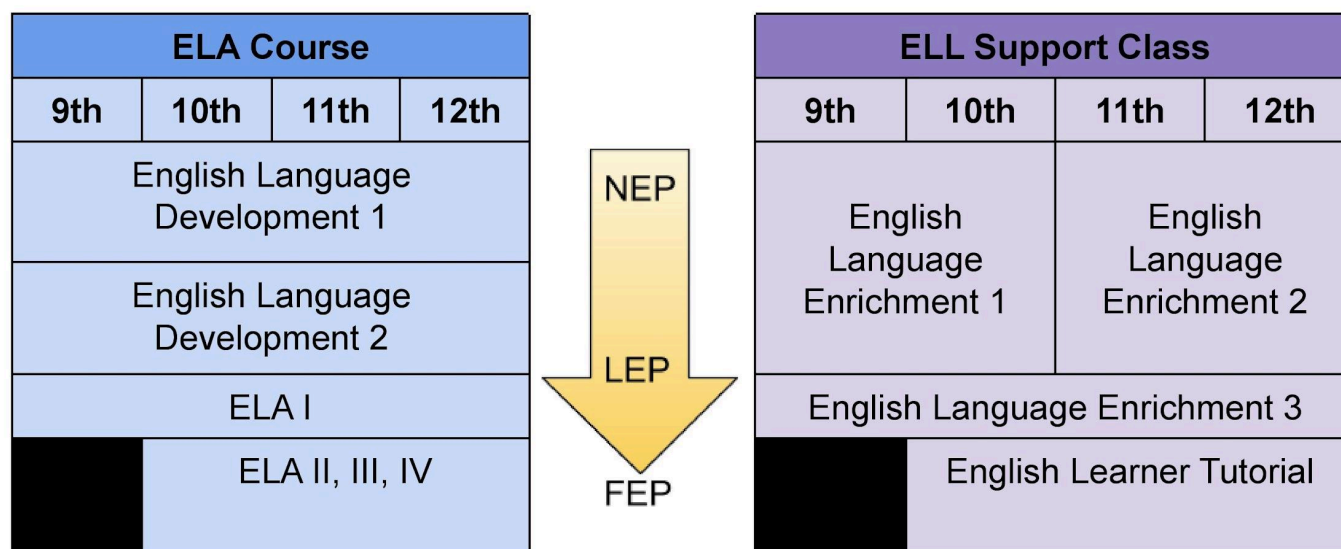 ELA Course
9th 10th 11th 12th
English Language
Development 1
English Language
Development 2
ELA I
ELA II, III, IV
NEP
LEP
FEP
ELL Support Class
9th 10th 11th 12th
English
Language
Enrichment 1
English
Language
Enrichment 2
English Language Enrichment 3
English Learner Tutorial